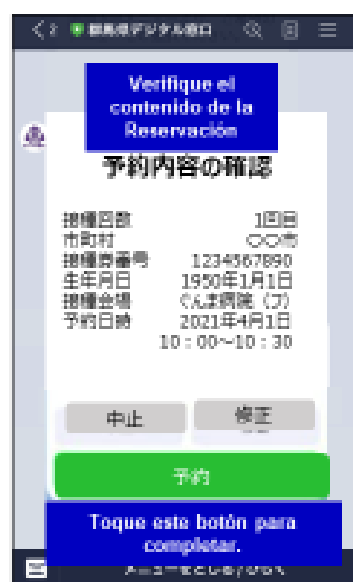 2 群馬県デジタル窓口
Verifique el
contenido de la
Reservación
予約内容の確認
接種回数 1回目
市町村 〇〇市
接種券番号 1234567890
生年月日 1950年1月1日
接種会場 ぐんま病院（フ）
予約日時 2021年4月1日
10：00～10：30
中止 修正
予約
Toque este botón para
completar.